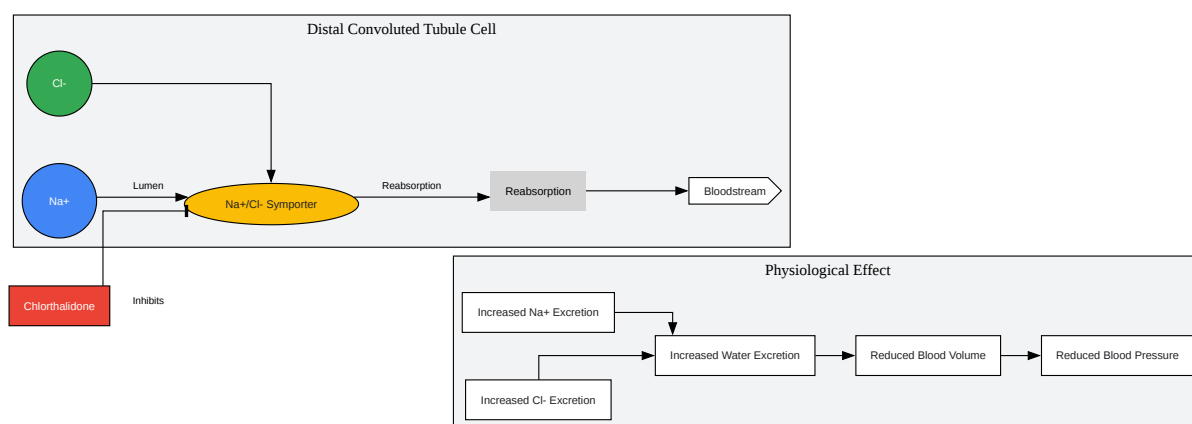 Distal Convoluted Tubule Cell
Cl-
Na+
Lumen
Na+/Cl- Symporter
Reabsorption
Reabsorption
Bloodstream
Chlorthalidone
Inhibits
Physiological Effect
Increased Na+ Excretion
Increased Water Excretion
Reduced Blood Volume
Reduced Blood Pressure
Increased Cl- Excretion